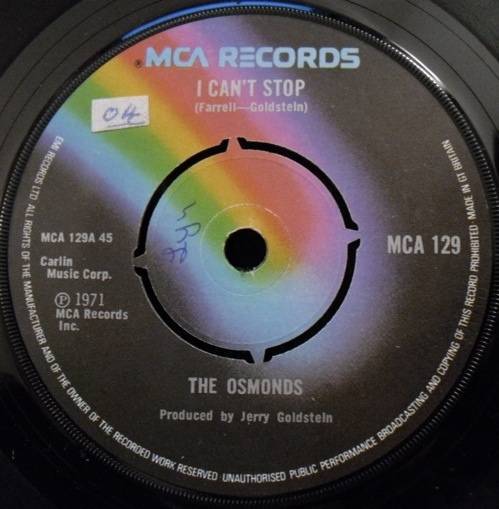 MCA RECORDS
I CAN'T STOP
(Farrell—Goldstein)
04
MCA 129A 45
MCA 129
Carlin
Music Corp.
Ⓟ 1971
MCA Records
Inc.
THE OSMONDS
Produced by Jerry Goldstein
EMI RECORDS LTD ALL RIGHTS OF THE MANUFACTURER AND OF THE OWNER OF THE RECORDED WORK RESERVED·UNAUTHORISED PUBLIC PERFORMANCE BROADCASTING AND COPYING OF THIS RECORD PROHIBITED MADE IN GT BRITAIN